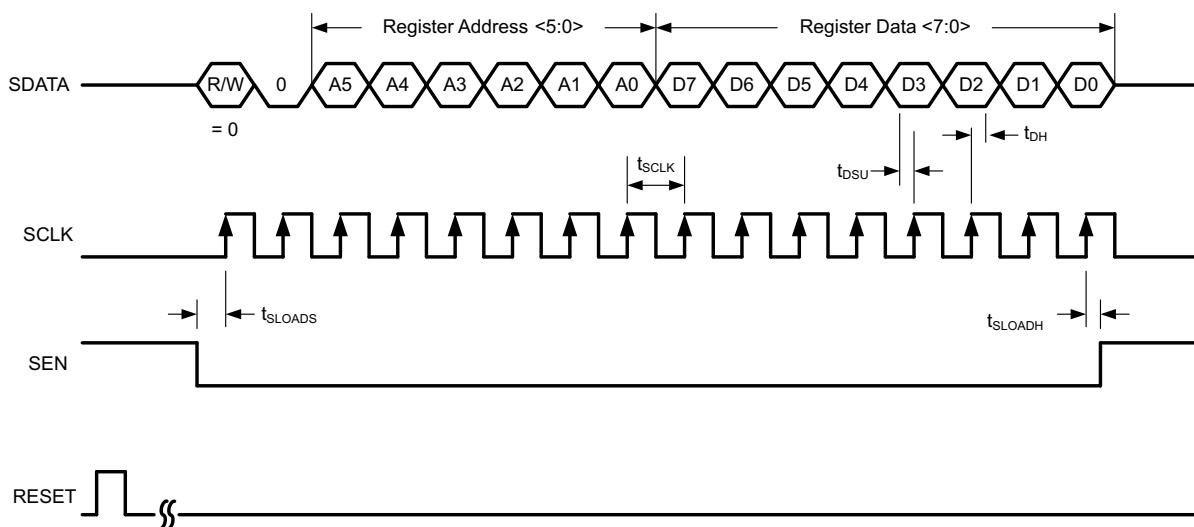 Register Address <5:0> Register Data <7:0>
SDATA R/W 0 A5 A4 A3 A2 A1 A0 D7 D6 D5 D4 D3 D2 D1 D0
= 0
tDH
tSCLK
tDSU
SCLK
tSLOADS
tSLOADH
SEN
RESET